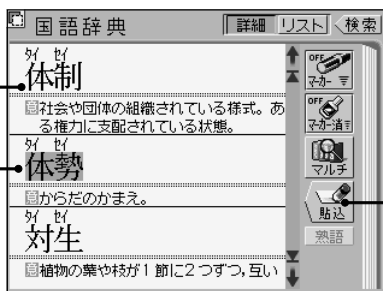 国語辞典 詳細 リスト 検索
タイ セイ
体制
意社会や団体の組織されている様式。あ
る権力に支配されている状態。
タイ セイ
体勢
意からだのかまえ。
タイ セイ
対生
意植物の葉や枝が1節に2つずつ,互い
OFF
マーカー
OFF
マーカー消
マルチ
貼込
熟語